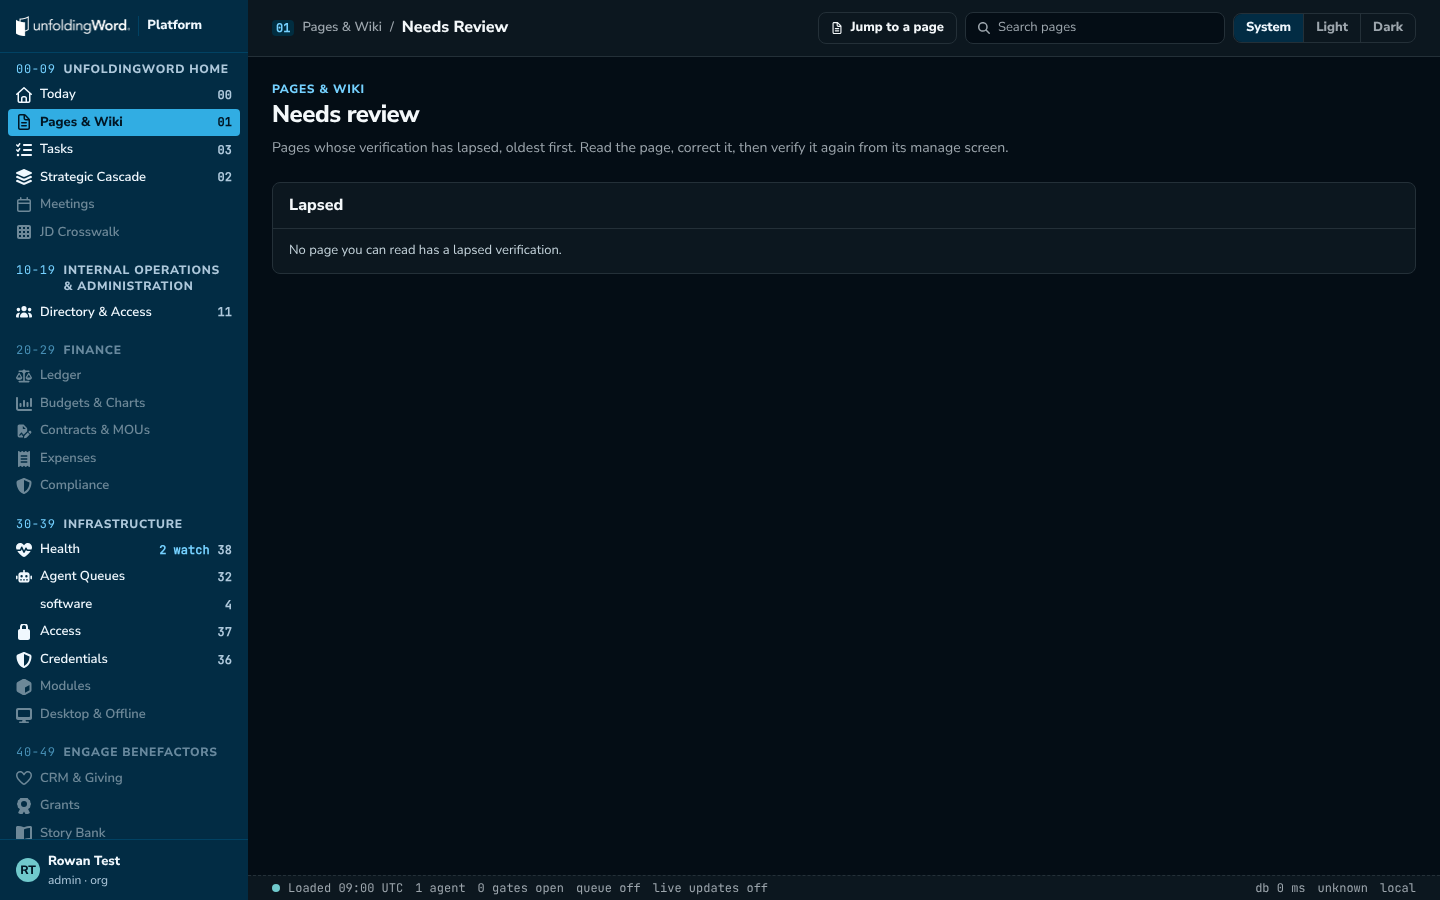 unfoldingWord Platform
00-09 UNFOLDINGWORD HOME
Today 00
Pages & Wiki 01
Tasks 03
Strategic Cascade 02
Meetings
JD Crosswalk
10-19 INTERNAL OPERATIONS
& ADMINISTRATION
Directory & Access 11
20-29 FINANCE
Ledger
Budgets & Charts
Contracts & MOUs
Expenses
Compliance
30-39 INFRASTRUCTURE
Health 2 watch 38
Agent Queues 32
software 4
Access 37
Credentials 36
Modules
Desktop & Offline
40-49 ENGAGE BENEFACTORS
CRM & Giving
Grants
Story Bank
RT Rowan Test
admin · org
01 Pages & Wiki / Needs Review
Jump to a page
Search pages
System Light Dark
PAGES & WIKI
Needs review
Pages whose verification has lapsed, oldest first. Read the page, correct it, then verify it again from its manage screen.
Lapsed
No page you can read has a lapsed verification.
Loaded 09:00 UTC 1 agent 0 gates open queue off live updates off
db 0 ms unknown local